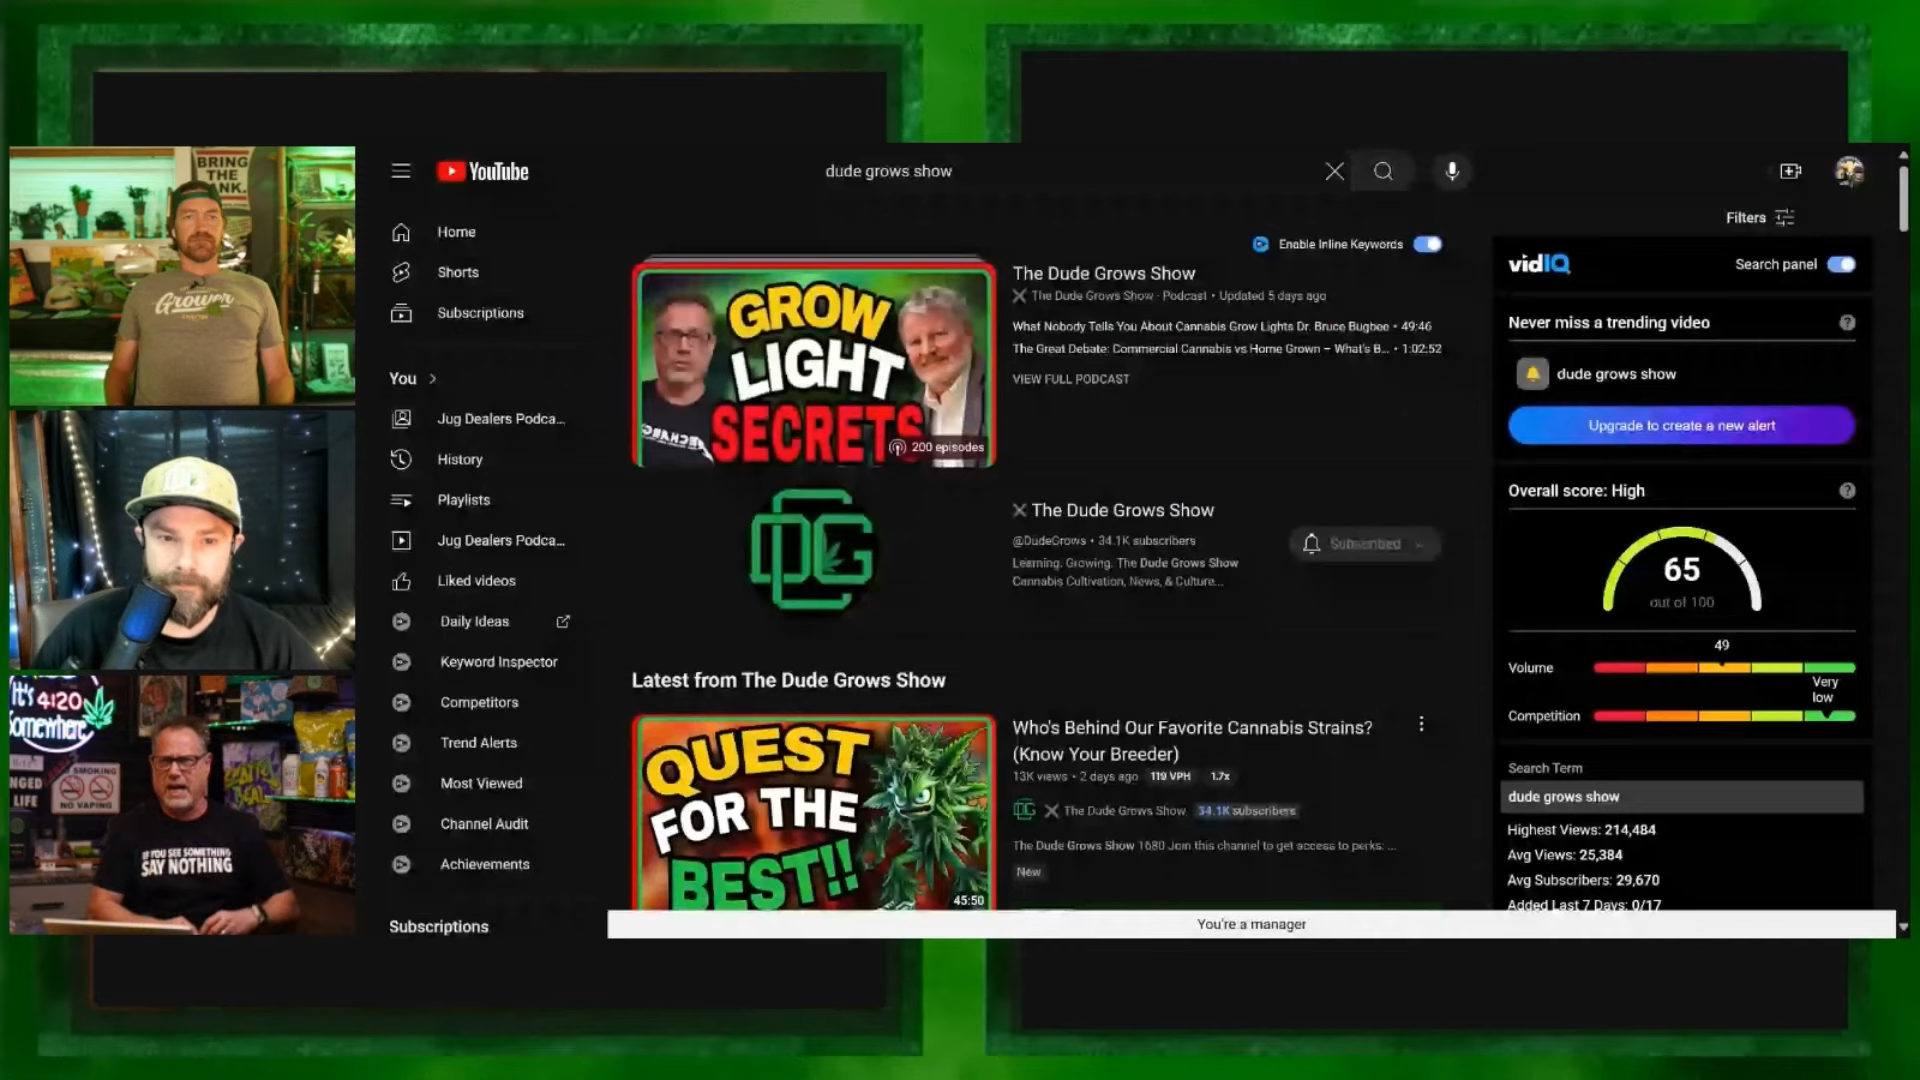 BRING
THE
Grower
It's 4:20
Somewhere
NO SMOKING
NO VAPING
LIFE
IF YOU SEE SOMETHING
SAY NOTHING
YouTube
dude grows show
Filters
Home
Shorts
Subscriptions
You
Jug Dealers Podca...
History
Playlists
Jug Dealers Podca...
Liked videos
Daily Ideas
Keyword Inspector
Competitors
Trend Alerts
Most Viewed
Channel Audit
Achievements
Subscriptions
Enable Inline Keywords
GROW
LIGHT
SECRETS
200 episodes
The Dude Grows Show
The Dude Grows Show · Podcast • Updated 5 days ago
What Nobody Tells You About Cannabis Grow Lights Dr. Bruce Bugbee • 49:46
The Great Debate: Commercial Cannabis vs Home Grown – What's B... • 1:02:52
VIEW FULL PODCAST
DGC
The Dude Grows Show
@DudeGrows • 34.1K subscribers
Learning. Growing. The Dude Grows Show
Cannabis Cultivation, News, & Culture...
Subscribed
Latest from The Dude Grows Show
QUEST
FOR THE
BEST!!
45:50
Who's Behind Our Favorite Cannabis Strains?
(Know Your Breeder)
13K views • 2 days ago 119 VPH 1.7x
The Dude Grows Show 34.1K subscribers
The Dude Grows Show 1680 Join this channel to get access to perks: ...
New
You're a manager
vidIQ
Search panel
Never miss a trending video
dude grows show
Upgrade to create a new alert
Overall score: High
65
out of 100
49
Volume
Very
low
Competition
Search Term
dude grows show
Highest Views: 214,484
Avg Views: 25,384
Avg Subscribers: 29,670
Added Last 7 Days: 0/17